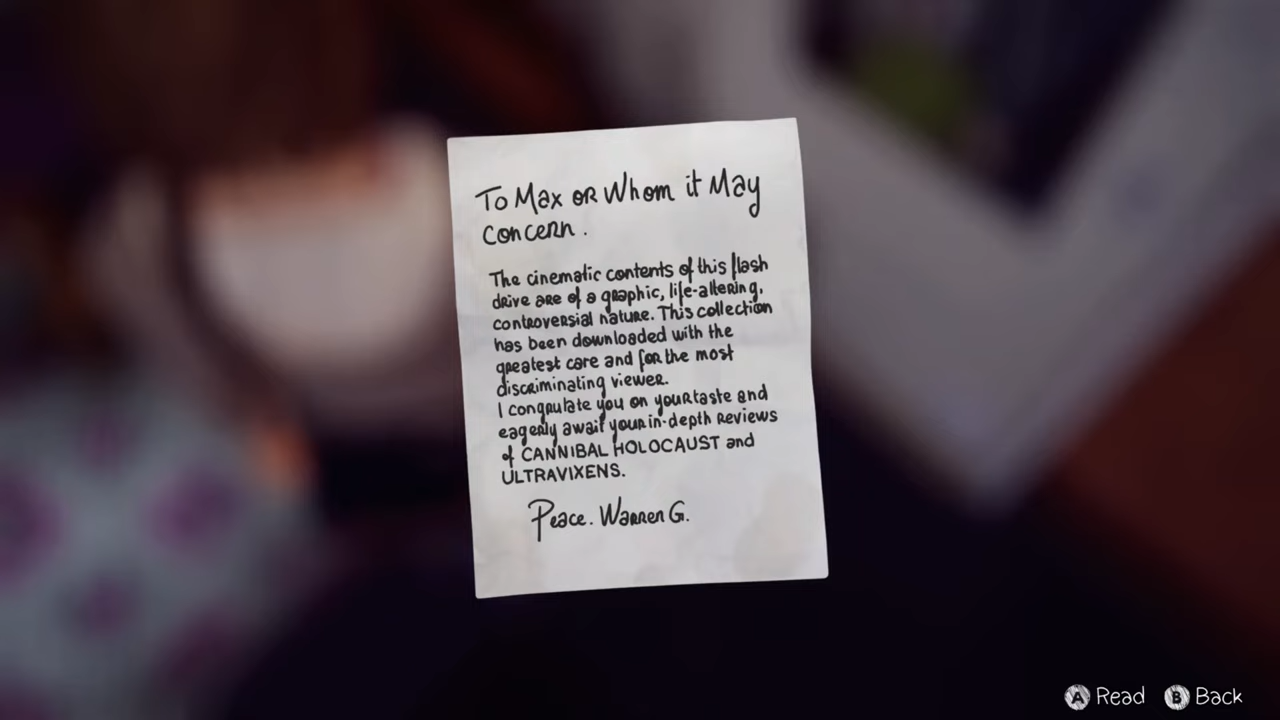 To Max or Whom it May
Concern.
The cinematic contents of this flash
drive are of a graphic, life-altering,
controversial nature. This collection
has been downloaded with the
greatest care and for the most
discriminating viewer.
I congrulate you on your taste and
eagerly await your in-depth reviews
of CANNIBAL HOLOCAUST and
ULTRAVIXENS.
Peace. Warren G.
A Read B Back